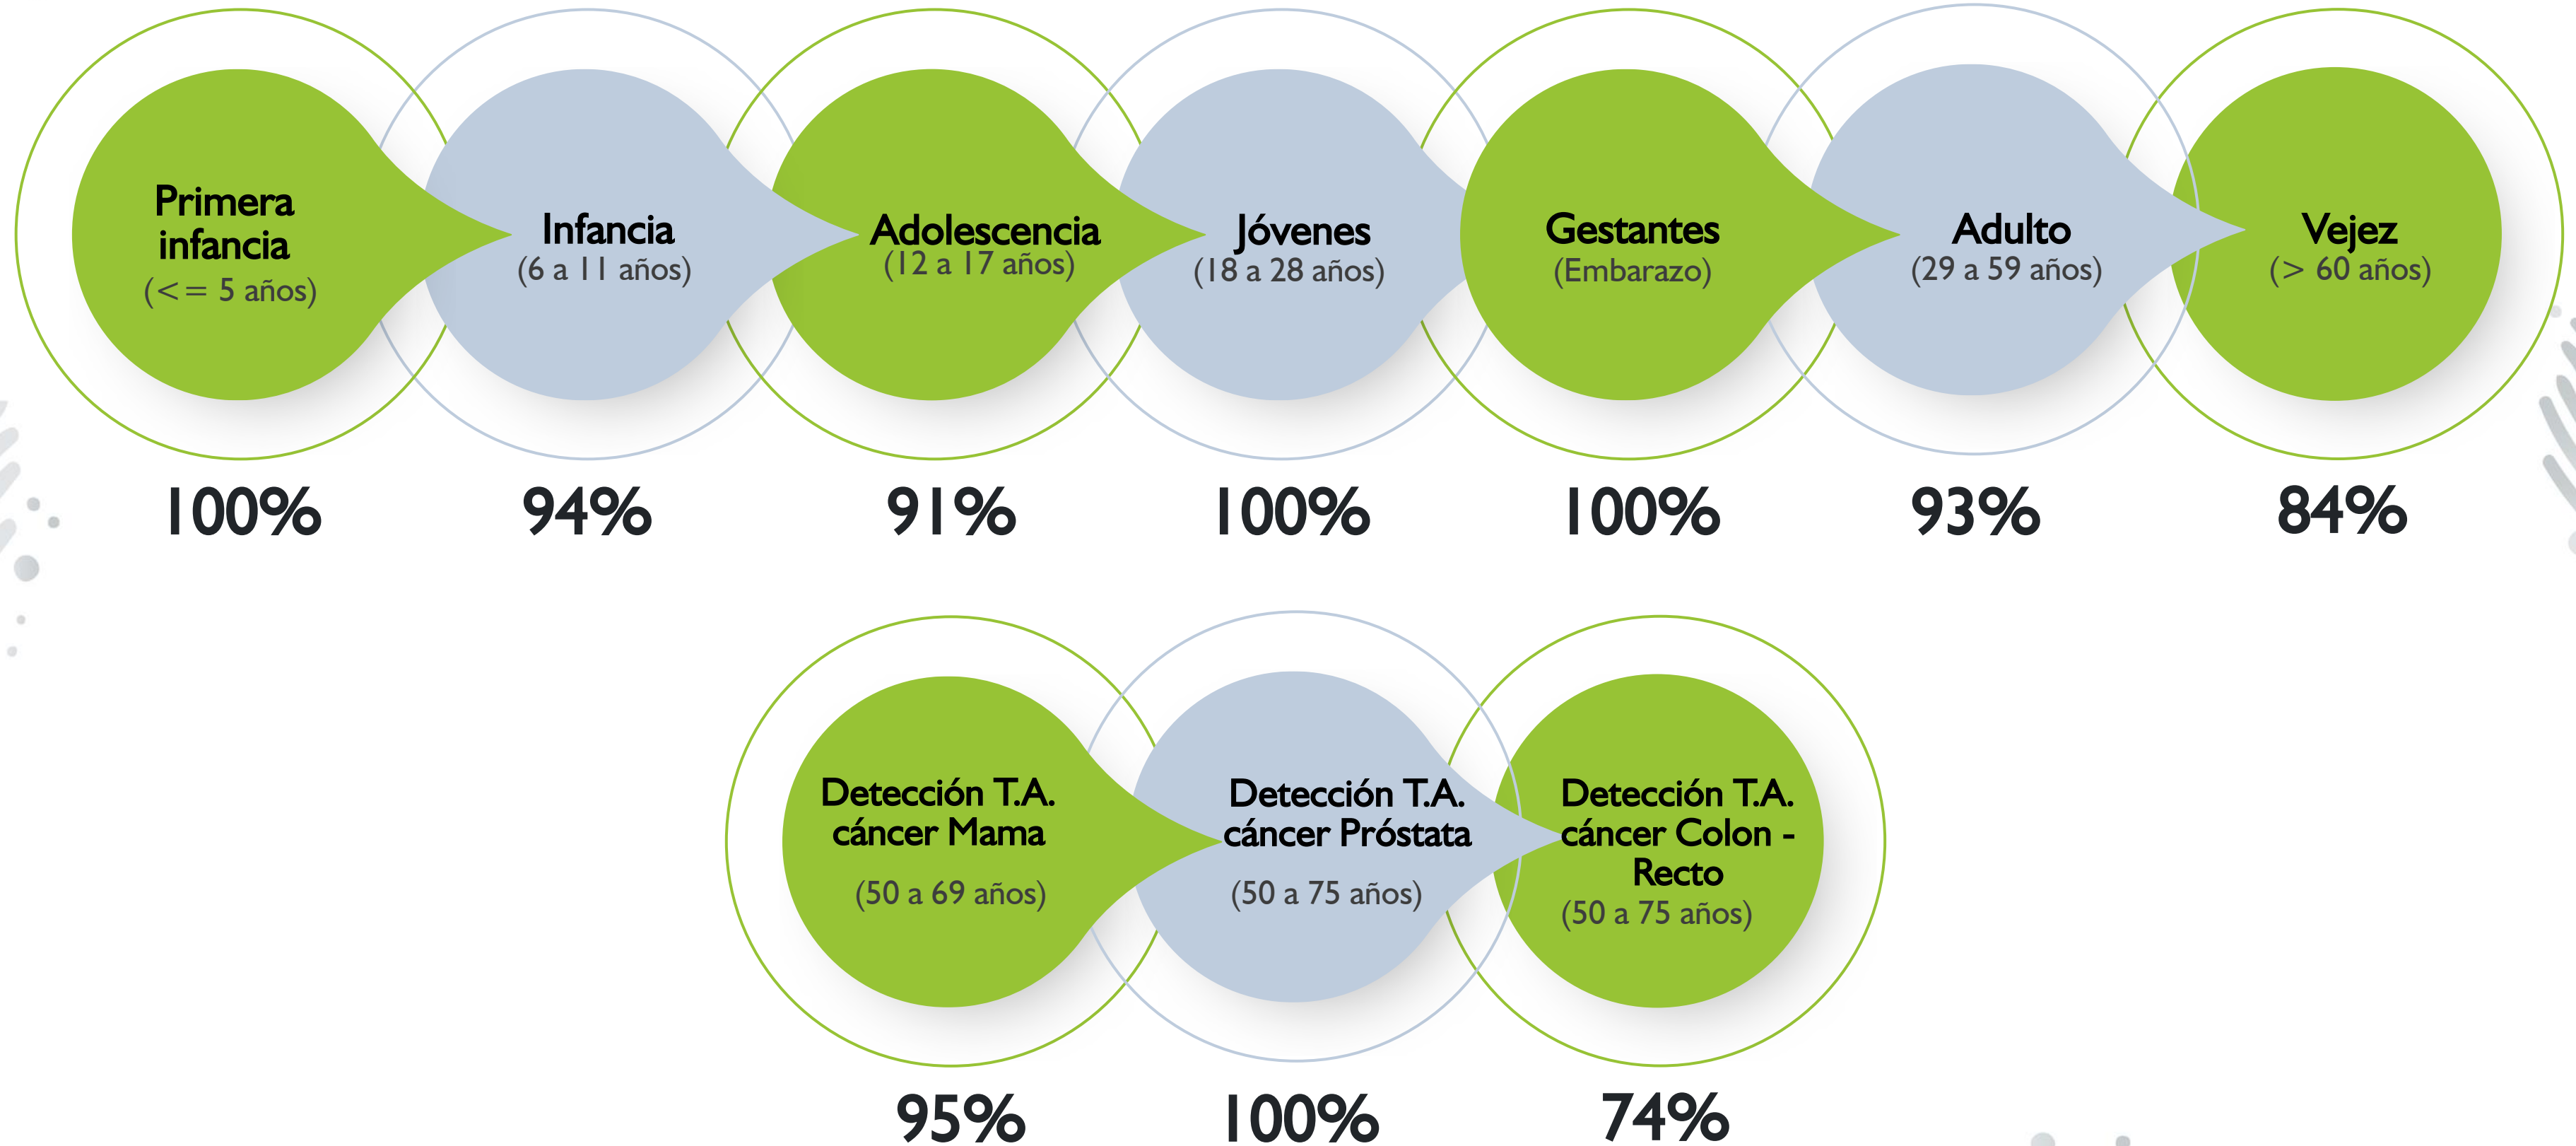 Primera
infancia
(<= 5 años)
Infancia
(6 a 11 años)
Adolescencia
(12 a 17 años)
Jóvenes
(18 a 28 años)
Gestantes
(Embarazo)
Adulto
(29 a 59 años)
Vejez
(> 60 años)
100%
94%
91%
100%
100%
93%
84%
Detección T.A.
cáncer Mama
(50 a 69 años)
Detección T.A.
cáncer Próstata
(50 a 75 años)
Detección T.A.
cáncer Colon -
Recto
(50 a 75 años)
95%
100%
74%